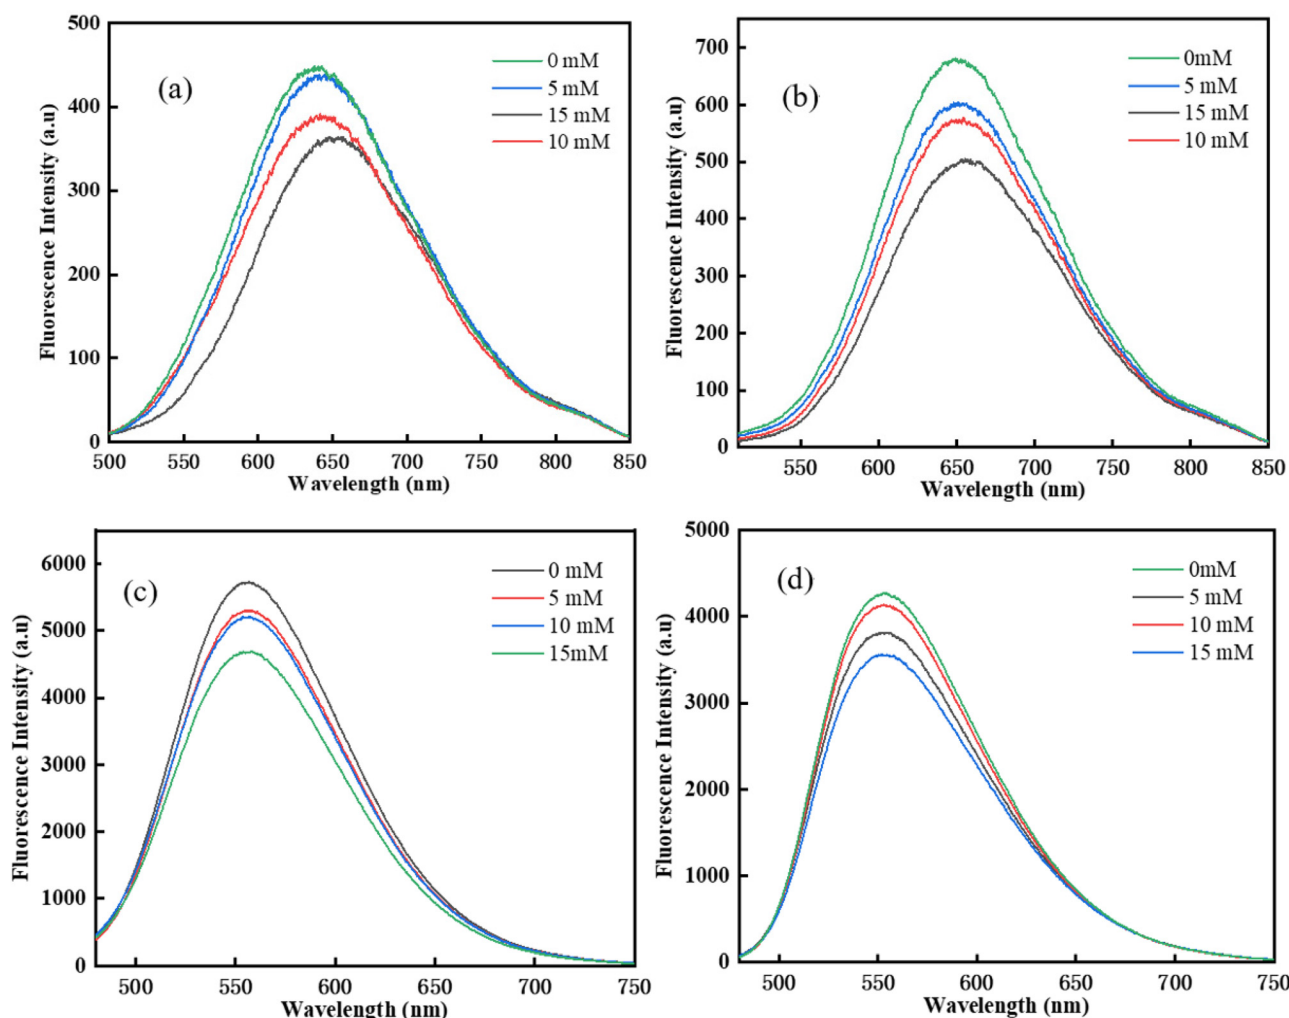 (a)
0 mM
5 mM
15 mM
10 mM
Fluorescence Intensity (a.u)
500
400
300
200
100
0
500 550 600 650 700 750 800 850
Wavelength (nm)
(b)
0mM
5 mM
15 mM
10 mM
Fluorescence Intensity (a.u)
700
600
500
400
300
200
100
0
550 600 650 700 750 800 850
Wavelength (nm)
(c)
0 mM
5 mM
10 mM
15mM
Fluorescence Intensity (a.u)
6000
5000
4000
3000
2000
1000
0
500 550 600 650 700 750
Wavelength (nm)
(d)
0mM
5 mM
10 mM
15 mM
Fluorescence Intensity (a.u)
5000
4000
3000
2000
1000
0
500 550 600 650 700 750
Wavelength (nm)